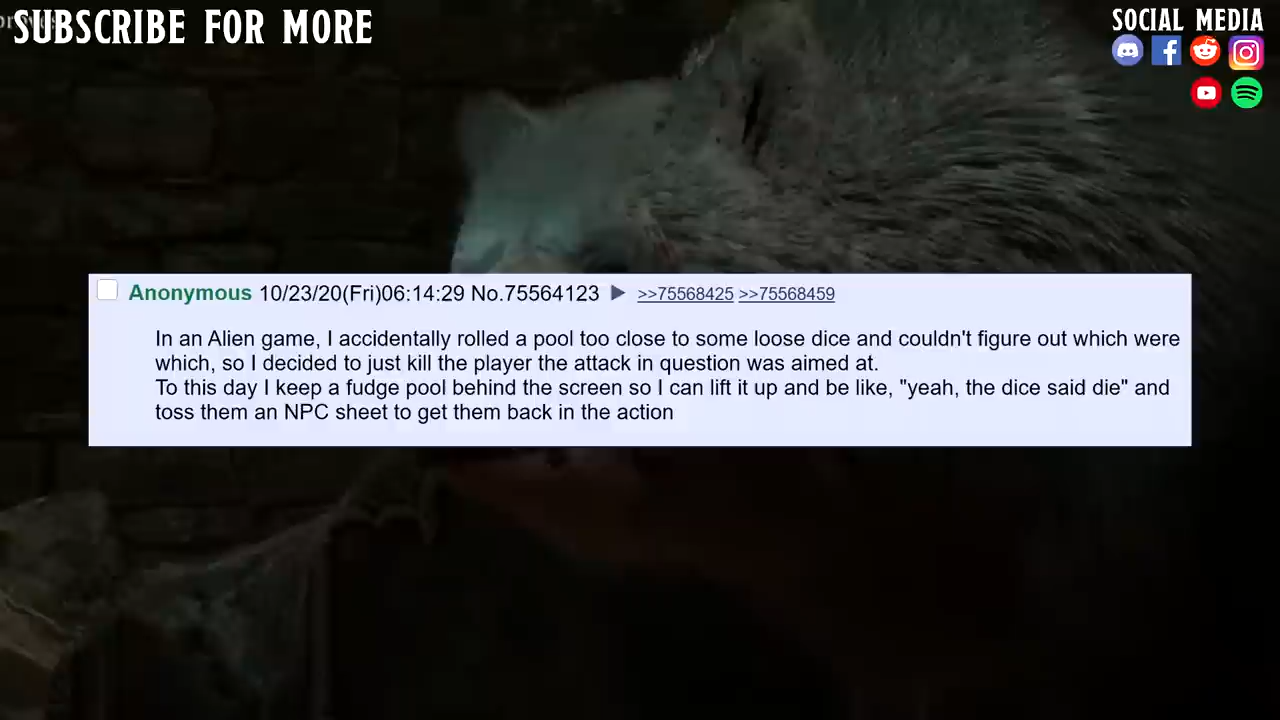 SUBSCRIBE FOR MORE
SOCIAL MEDIA
Anonymous 10/23/20(Fri)06:14:29 No.75564123 ▶ >>75568425 >>75568459
In an Alien game, I accidentally rolled a pool too close to some loose dice and couldn't figure out which were
which, so I decided to just kill the player the attack in question was aimed at.
To this day I keep a fudge pool behind the screen so I can lift it up and be like, "yeah, the dice said die" and
toss them an NPC sheet to get them back in the action